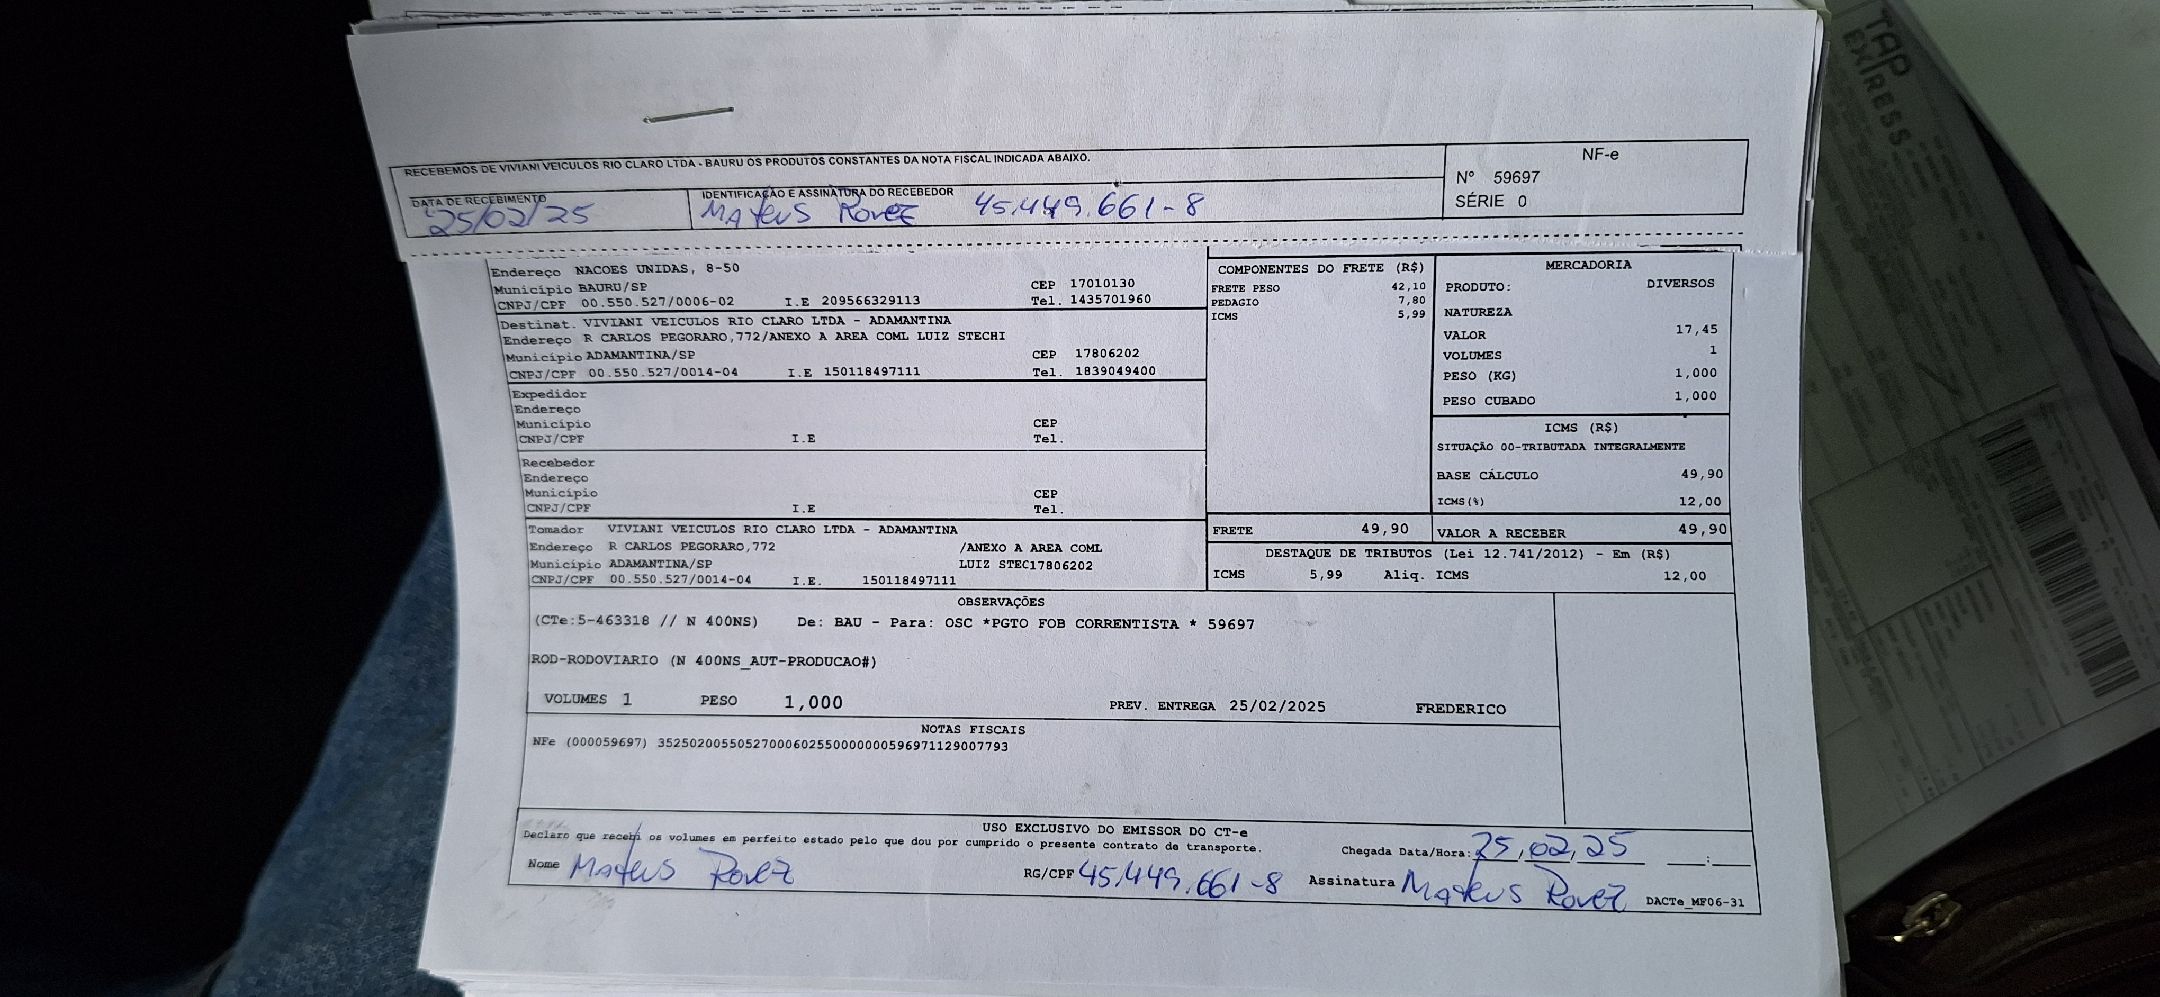 RECEBEMOS DE VIVIANI VEICULOS RIO CLARO LTDA - BAURU OS PRODUTOS CONSTANTES DA NOTA FISCAL INDICADA ABAIXO.
DATA DE RECEBIMENTO
25/02/25
IDENTIFICAÇÃO E ASSINATURA DO RECEBEDOR
Mateus Rovez 45.449.661-8
NF-e
Nº 59697
SÉRIE 0
Endereço NACOES UNIDAS, 8-50
Município BAURU/SP CEP 17010130
CNPJ/CPF 00.550.527/0006-02 I.E 209566329113 Tel. 1435701960
Destinat. VIVIANI VEICULOS RIO CLARO LTDA - ADAMANTINA
Endereço R CARLOS PEGORARO,772/ANEXO A AREA COML LUIZ STECHI
Município ADAMANTINA/SP CEP 17806202
CNPJ/CPF 00.550.527/0014-04 I.E 150118497111 Tel. 1839049400
Expedidor
Endereço
Município CEP
CNPJ/CPF I.E Tel.
Recebedor
Endereço
Município CEP
CNPJ/CPF I.E Tel.
Tomador VIVIANI VEICULOS RIO CLARO LTDA - ADAMANTINA
Endereço R CARLOS PEGORARO,772 /ANEXO A AREA COML
Município ADAMANTINA/SP LUIZ STEC17806202
CNPJ/CPF 00.550.527/0014-04 I.E. 150118497111
COMPONENTES DO FRETE (R$)
FRETE PESO 42,10
PEDAGIO 7,80
ICMS 5,99
MERCADORIA
PRODUTO: DIVERSOS
NATUREZA
VALOR 17,45
VOLUMES 1
PESO (KG) 1,000
PESO CUBADO 1,000
ICMS (R$)
SITUAÇÃO 00-TRIBUTADA INTEGRALMENTE
BASE CÁLCULO 49,90
ICMS(%) 12,00
FRETE 49,90 VALOR A RECEBER 49,90
DESTAQUE DE TRIBUTOS (Lei 12.741/2012) - Em (R$)
ICMS 5,99 Aliq. ICMS 12,00
OBSERVAÇÕES
(CTe:5-463318 // N 400NS) De: BAU - Para: OSC *PGTO FOB CORRENTISTA * 59697
ROD-RODOVIARIO (N 400NS_AUT-PRODUCAO#)
VOLUMES 1 PESO 1,000 PREV. ENTREGA 25/02/2025 FREDERICO
NOTAS FISCAIS
NFe (000059697) 35250200550527000602550000000596971129007793
USO EXCLUSIVO DO EMISSOR DO CT-e
Declaro que recebi os volumes em perfeito estado pelo que dou por cumprido o presente contrato de transporte.
Chegada Data/Hora: 25,02,25 __:__
Nome Mateus Rovez RG/CPF 45.449.661-8 Assinatura Mateus Rovez DACTe_MF06-31
TAP
EXPRESS